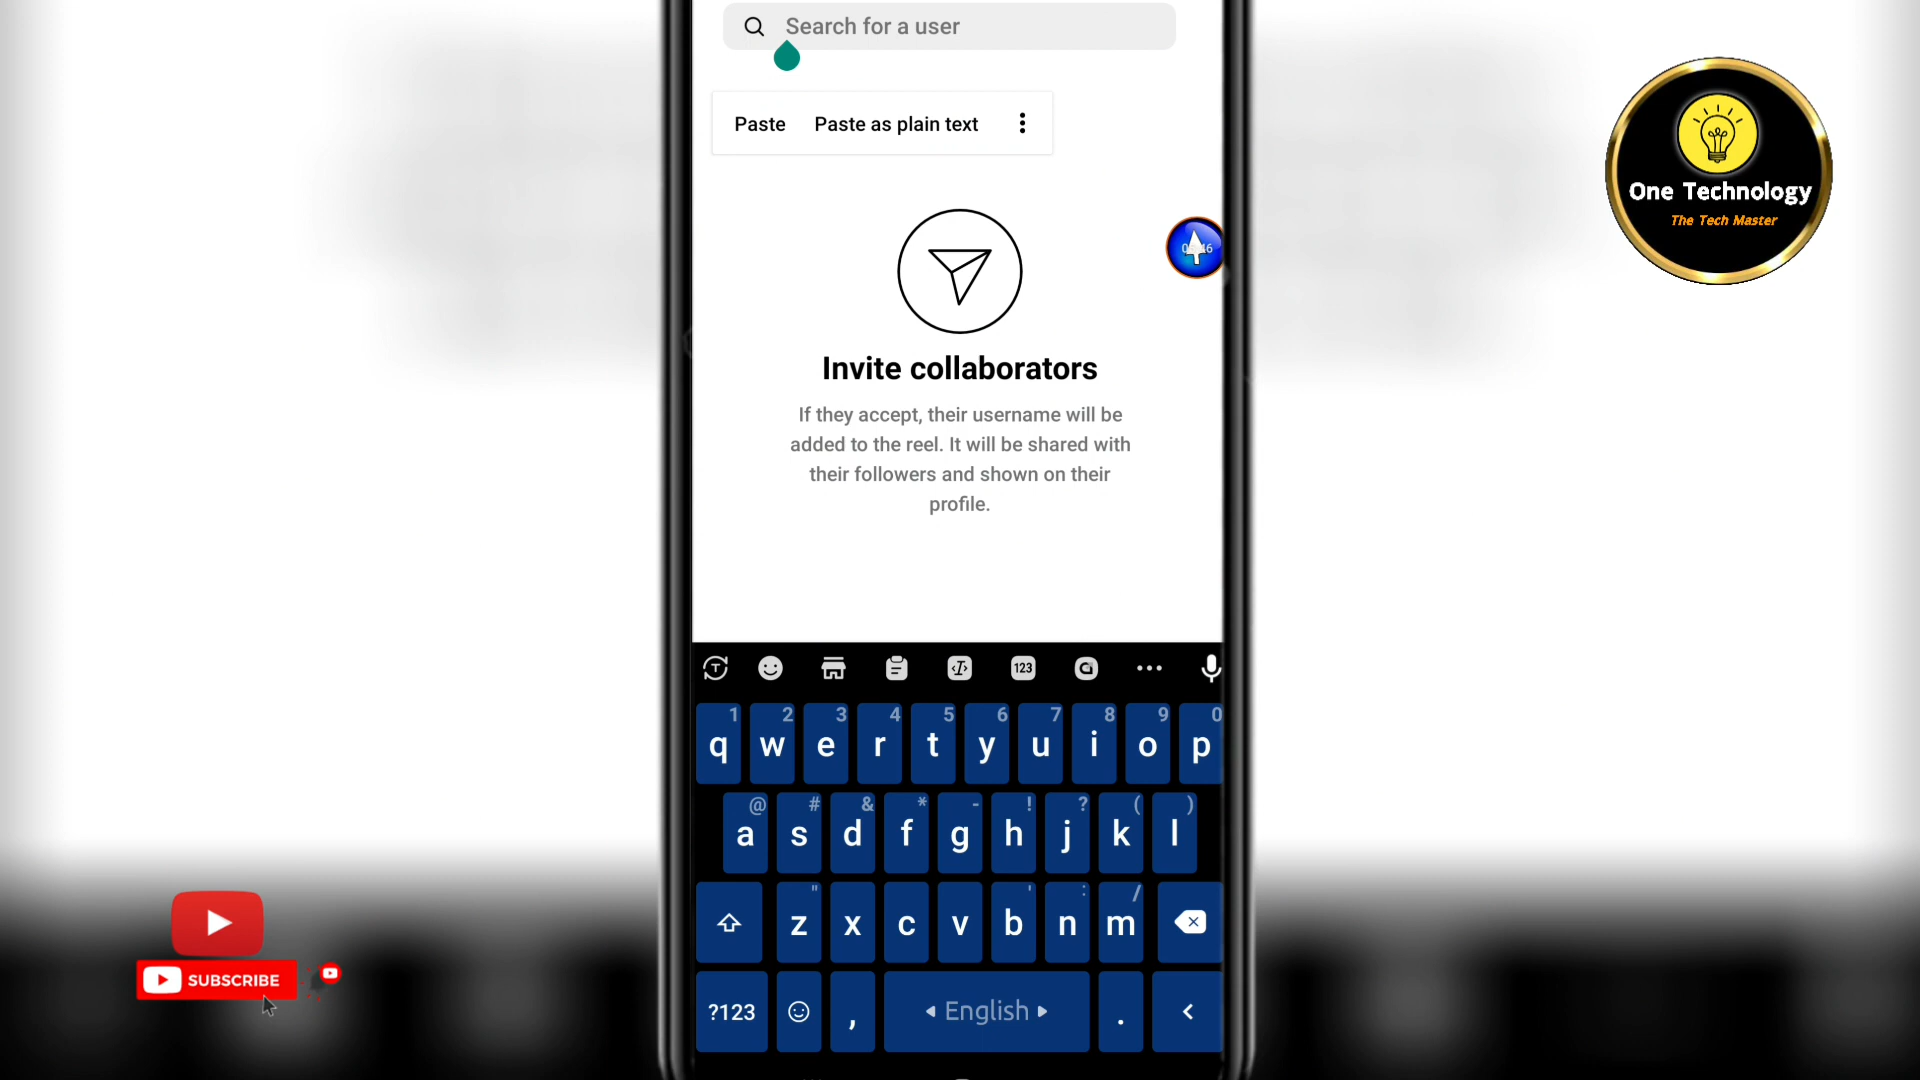 Search for a user
Paste Paste as plain text
One Technology
The Tech Master
Invite collaborators
If they accept, their username will be
added to the reel. It will be shared with
their followers and shown on their
profile.
T T 123 G
1 2 3 4 5 6 7 8 9 0
q w e r t y u i o p
@ # & * - ! ? ( )
a s d f g h j k l
" ' : /
z x c v b n m
SUBSCRIBE
?123 , English .